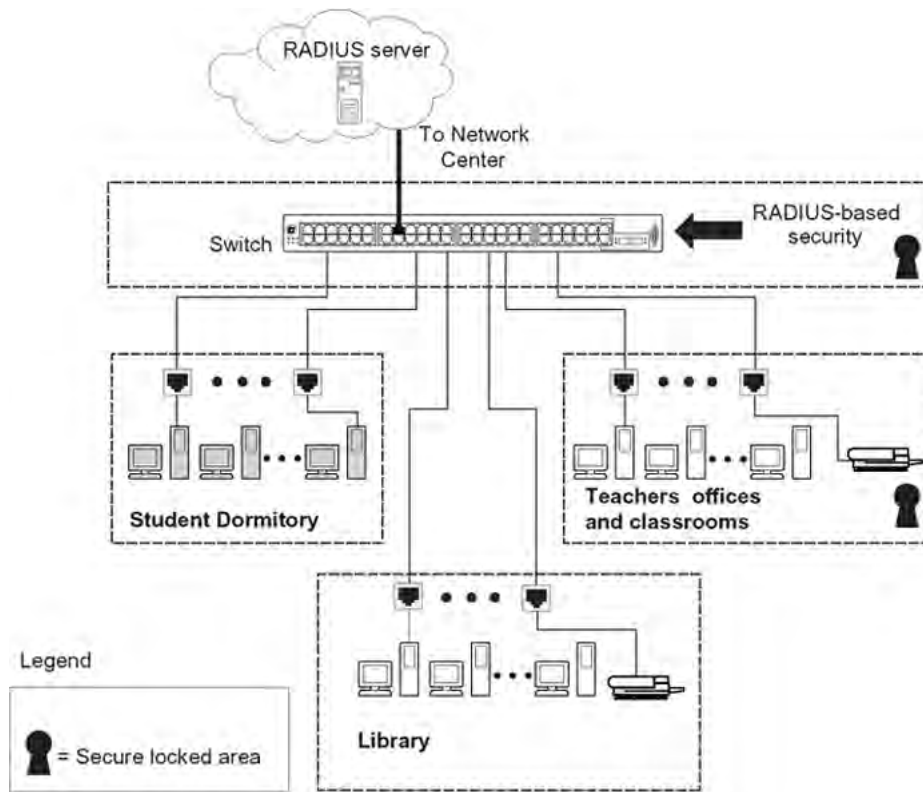 RADIUS server
To Network
Center
RADIUS-based
security
Switch
Student Dormitory
Teachers offices
and classrooms
Library
Legend
= Secure locked area